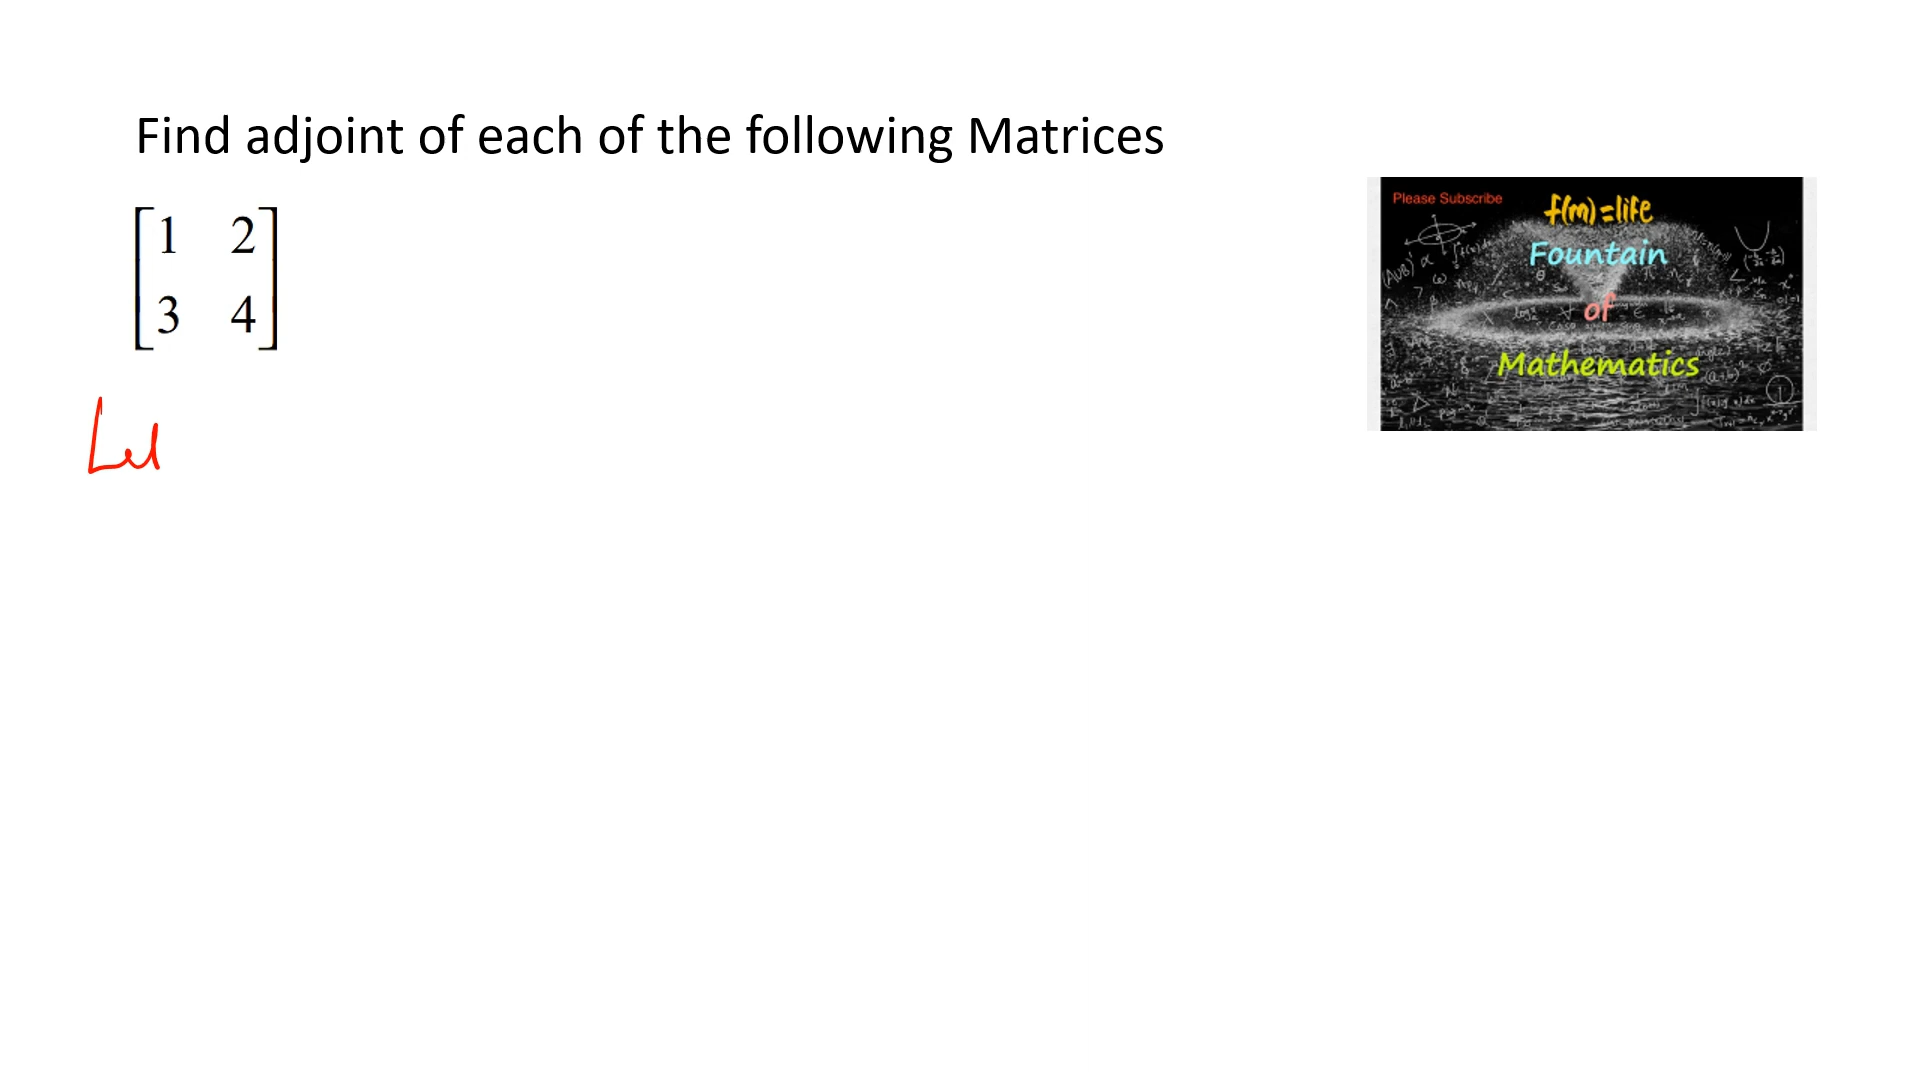 Find adjoint of each of the following Matrices
1 2
3 4
Let
Please Subscribe
f(m)=life
Fountain
of
Mathematics